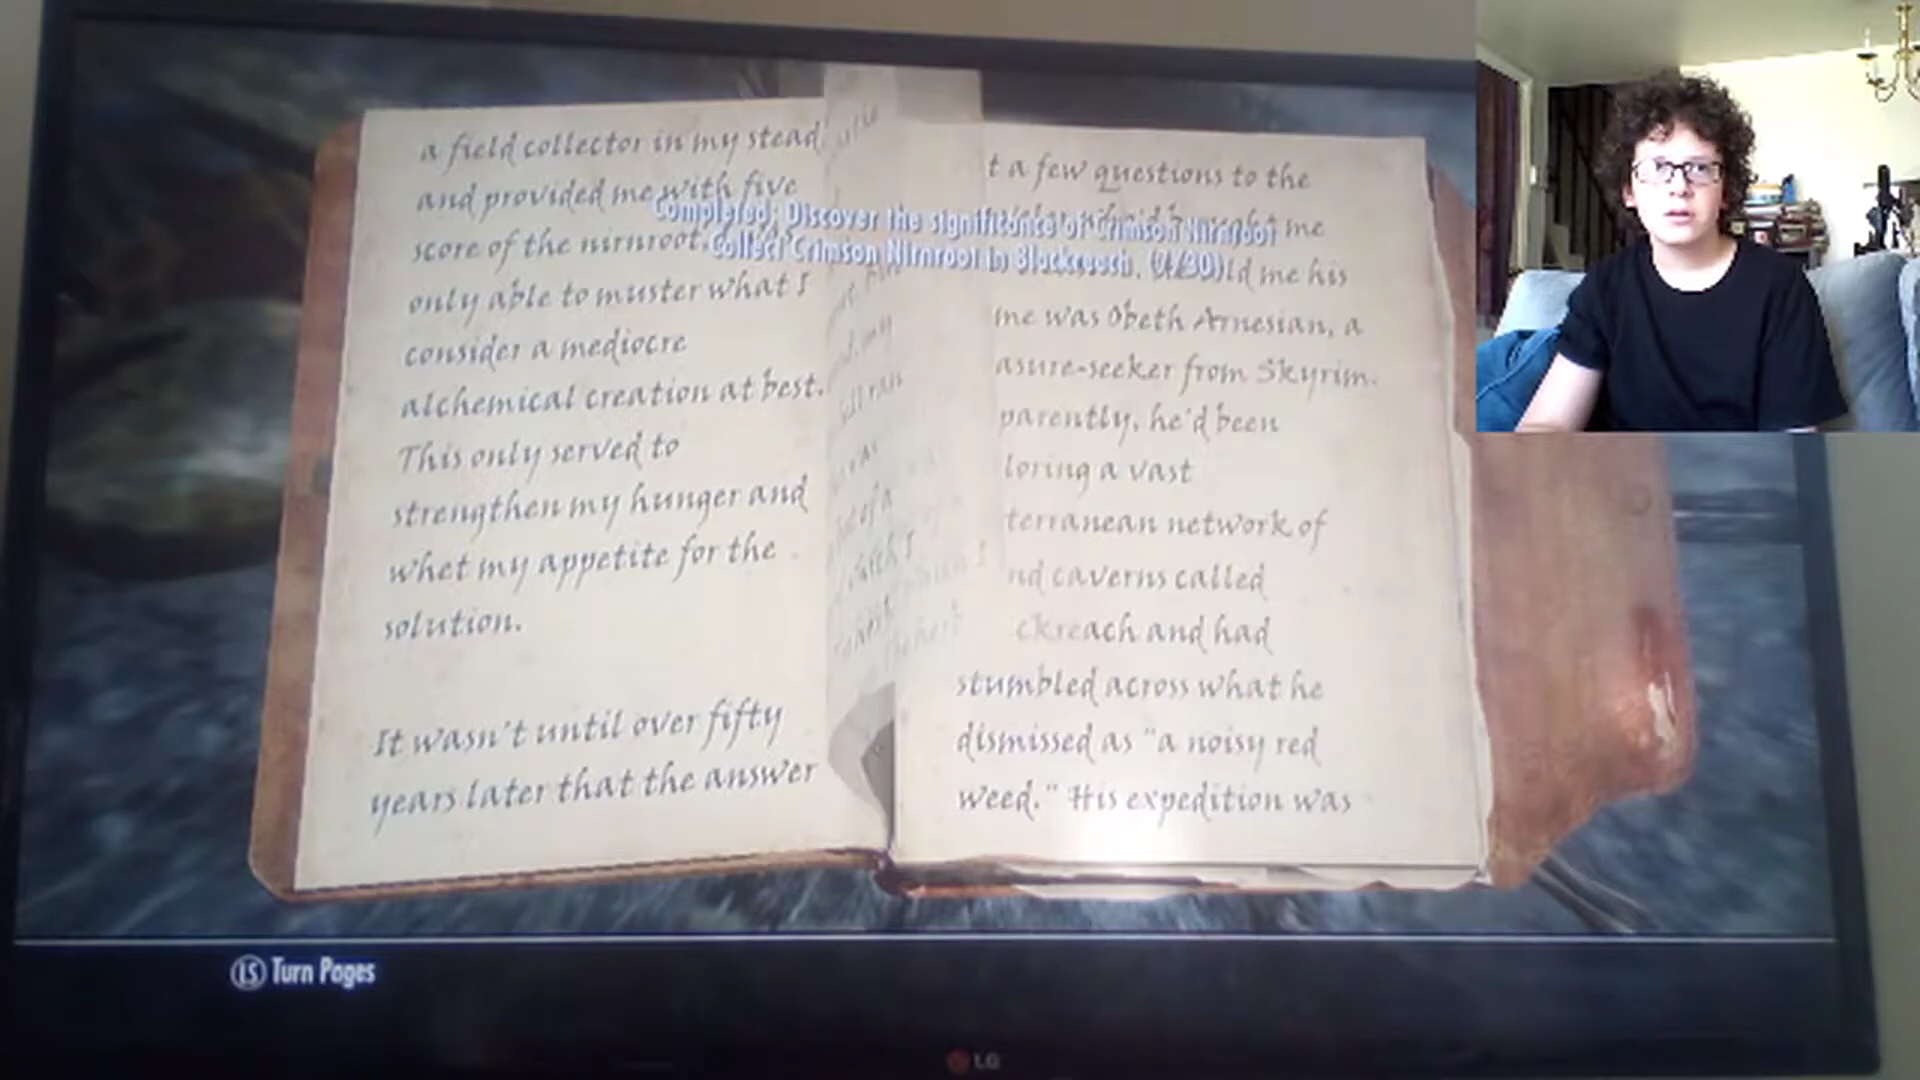 a field collector in my stead
and provided me with five
score of the nirnroot.
only able to muster what I
consider a mediocre
alchemical creation at best.
This only served to
strengthen my hunger and
whet my appetite for the
solution.
It wasn't until over fifty
years later that the answer
t a few questions to the
me
ld me his
me was Obeth Arnesian, a
asure-seeker from Skyrim.
parently, he'd been
loring a vast
terranean network of
nd caverns called
ckreach and had
stumbled across what he
dismissed as "a noisy red
weed." His expedition was
Completed: Discover the significance of Crimson Nirnroot
Collect Crimson Nirnroot in Blackreach. /30)
LS Turn Pages
LG